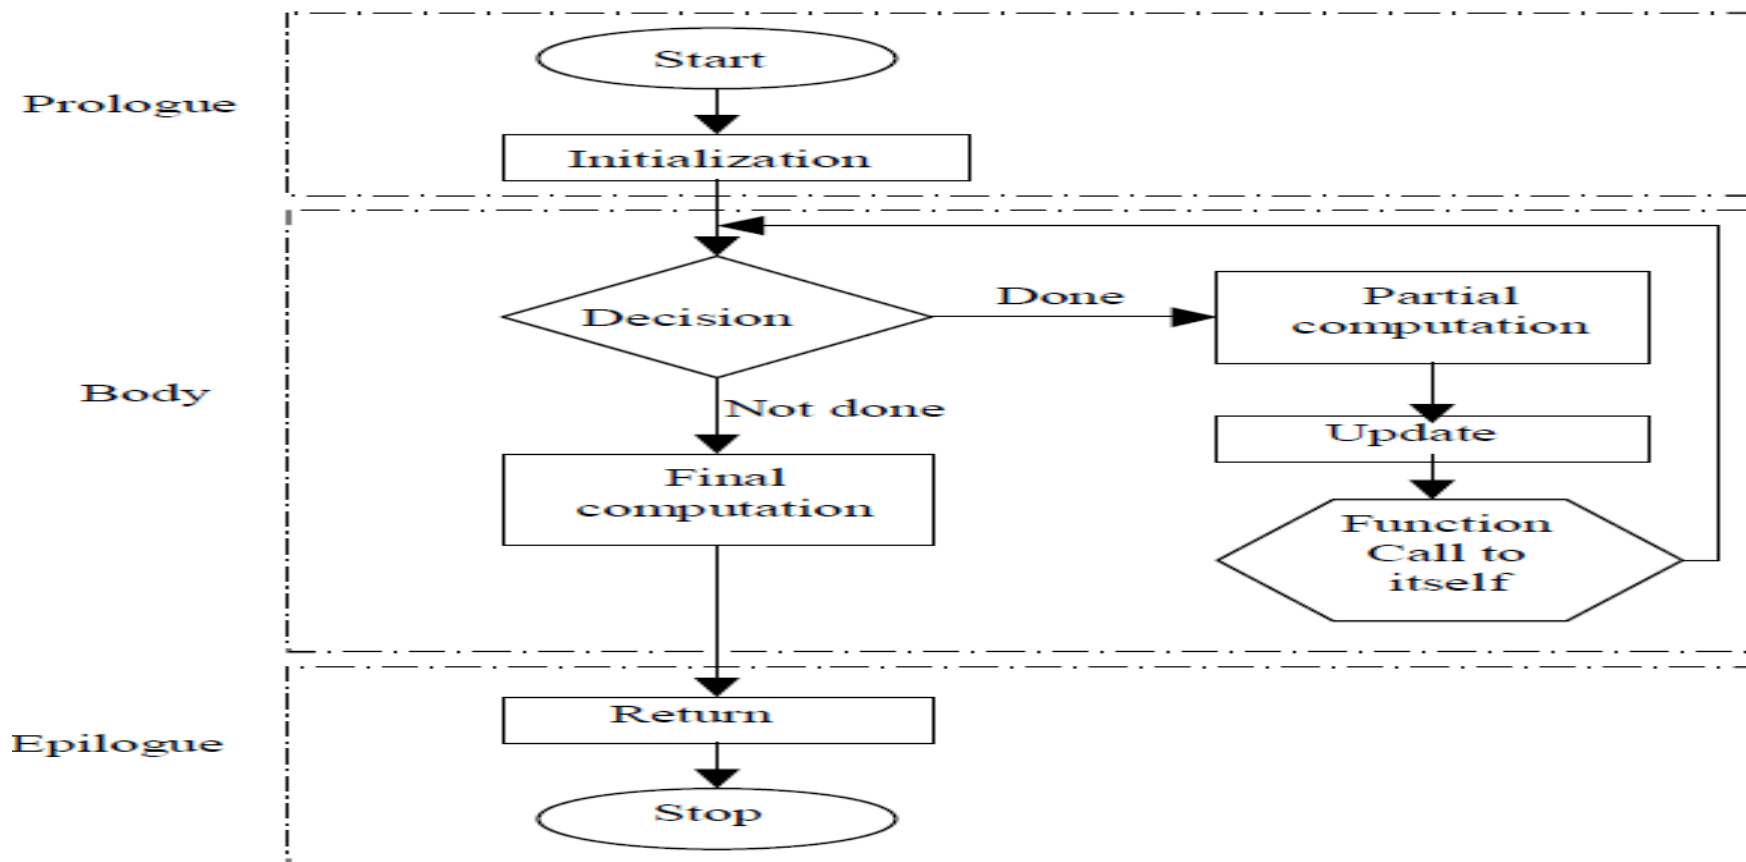 Start
Prologue
Initialization
Decision
Done
Partial
computation
Body
Not done
Update
Final
computation
Function
Call to
itself
Return
Epilogue
Stop